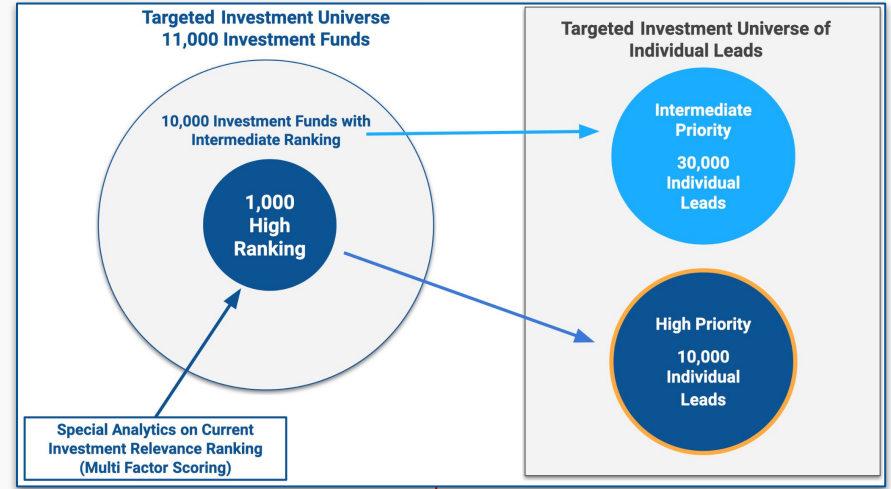 Targeted Investment Universe
11,000 Investment Funds
10,000 Investment Funds with
Intermediate Ranking
1,000
High
Ranking
Special Analytics on Current
Investment Relevance Ranking
(Multi Factor Scoring)
Targeted Investment Universe of
Individual Leads
Intermediate
Priority
30,000
Individual
Leads
High Priority
10,000
Individual
Leads